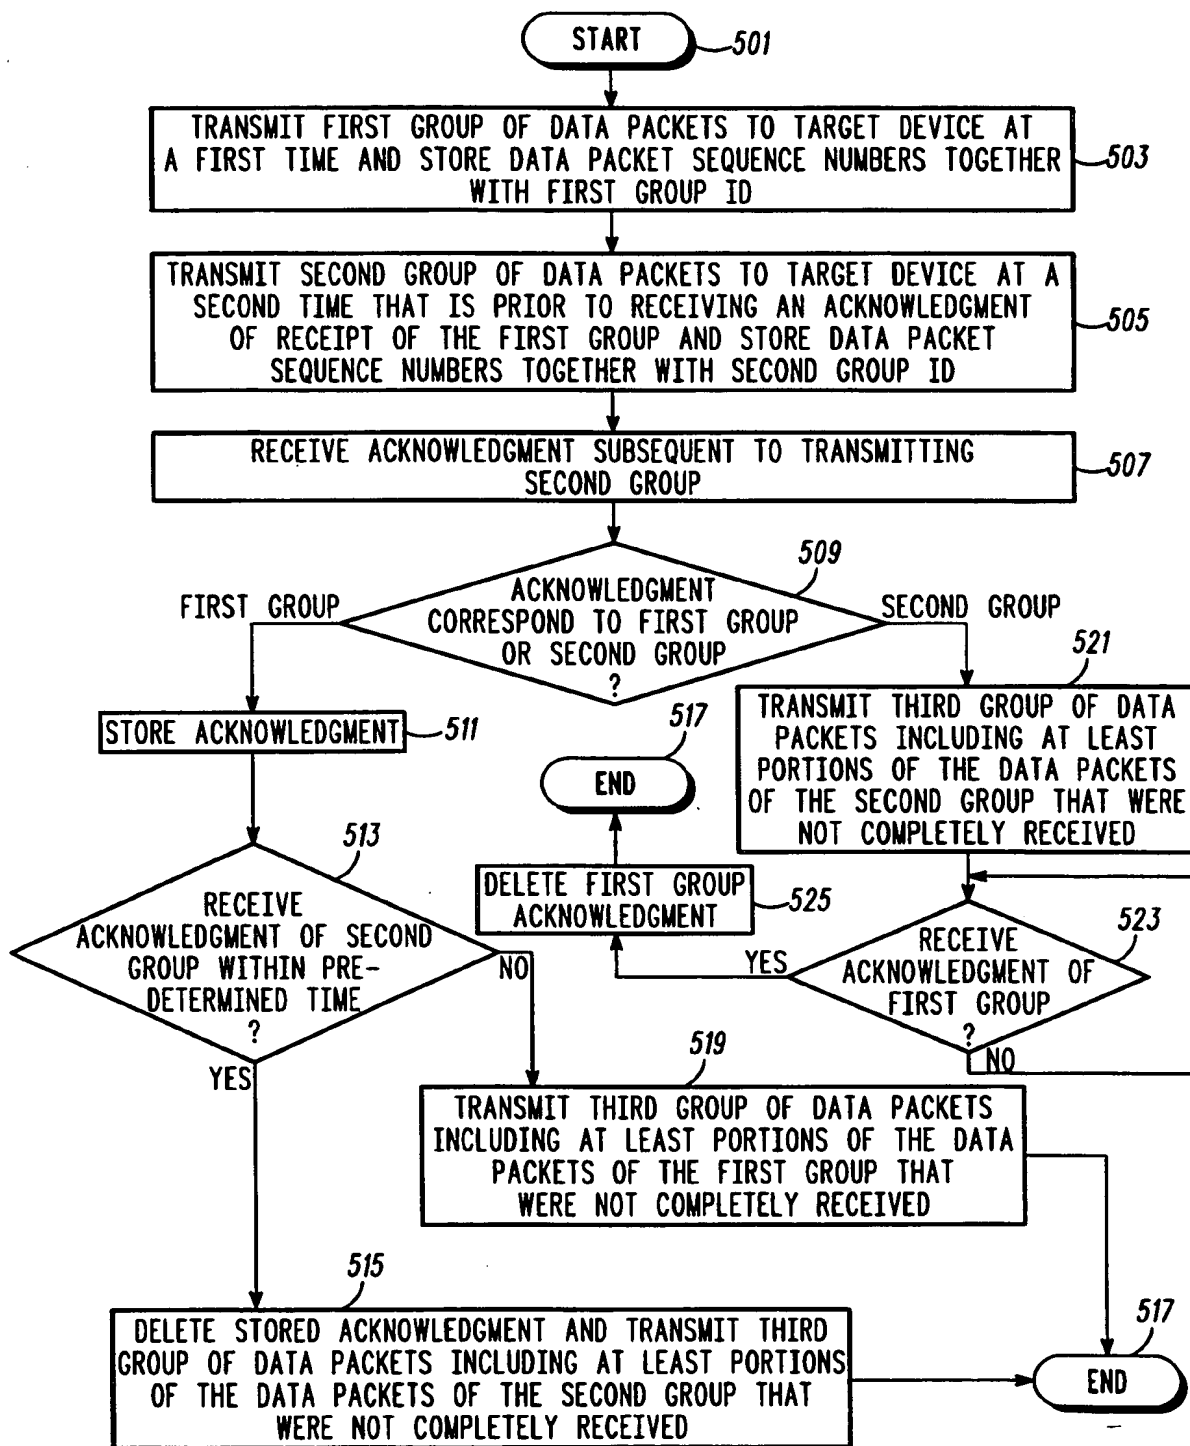 START
501
TRANSMIT FIRST GROUP OF DATA PACKETS TO TARGET DEVICE AT
A FIRST TIME AND STORE DATA PACKET SEQUENCE NUMBERS TOGETHER
WITH FIRST GROUP ID
503
TRANSMIT SECOND GROUP OF DATA PACKETS TO TARGET DEVICE AT A
SECOND TIME THAT IS PRIOR TO RECEIVING AN ACKNOWLEDGMENT
OF RECEIPT OF THE FIRST GROUP AND STORE DATA PACKET
SEQUENCE NUMBERS TOGETHER WITH SECOND GROUP ID
505
RECEIVE ACKNOWLEDGMENT SUBSEQUENT TO TRANSMITTING
SECOND GROUP
507
509
ACKNOWLEDGMENT
CORRESPOND TO FIRST GROUP
OR SECOND GROUP
?
FIRST GROUP
SECOND GROUP
STORE ACKNOWLEDGMENT
511
521
TRANSMIT THIRD GROUP OF DATA
PACKETS INCLUDING AT LEAST
PORTIONS OF THE DATA PACKETS
OF THE SECOND GROUP THAT WERE
NOT COMPLETELY RECEIVED
517
END
513
RECEIVE
ACKNOWLEDGMENT OF SECOND
GROUP WITHIN PRE-
DETERMINED TIME
?
NO
YES
DELETE FIRST GROUP
ACKNOWLEDGMENT
525
523
RECEIVE
ACKNOWLEDGMENT OF
FIRST GROUP
?
YES
NO
519
TRANSMIT THIRD GROUP OF DATA PACKETS
INCLUDING AT LEAST PORTIONS OF THE DATA
PACKETS OF THE FIRST GROUP THAT
WERE NOT COMPLETELY RECEIVED
515
DELETE STORED ACKNOWLEDGMENT AND TRANSMIT THIRD
GROUP OF DATA PACKETS INCLUDING AT LEAST PORTIONS
OF THE DATA PACKETS OF THE SECOND GROUP THAT
WERE NOT COMPLETELY RECEIVED
517
END